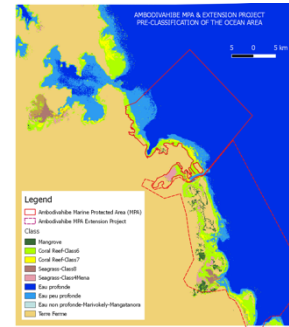 AMBODIVAHIBE MPA & EXTENSION PROJECT
PRE-CLASSIFICATION OF THE OCEAN AREA
5 0 5 km
Legend
Ambodivahibe Marine Protected Area (MPA)
Ambodivahibe MPA Extension Project
Class
Mangrove
Coral Reef-Class6
Coral Reef-Class7
Seagrass-Class8
Seagrass-Class4Mena
Eau profonde
Eau peu profonde
Eau non profonde-Marivokely-Mangatanora
Terre Ferme